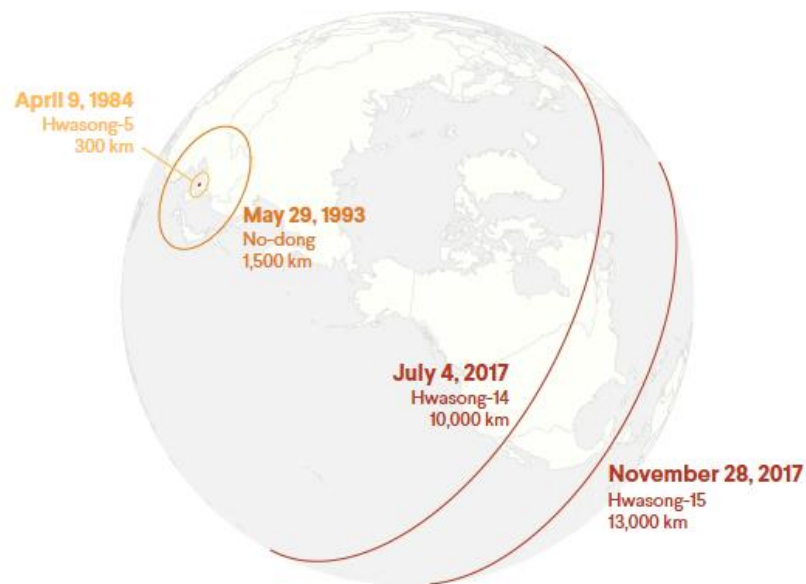 April 9, 1984
Hwasong-5
300 km
May 29, 1993
No-dong
1,500 km
July 4, 2017
Hwasong-14
10,000 km
November 28, 2017
Hwasong-15
13,000 km